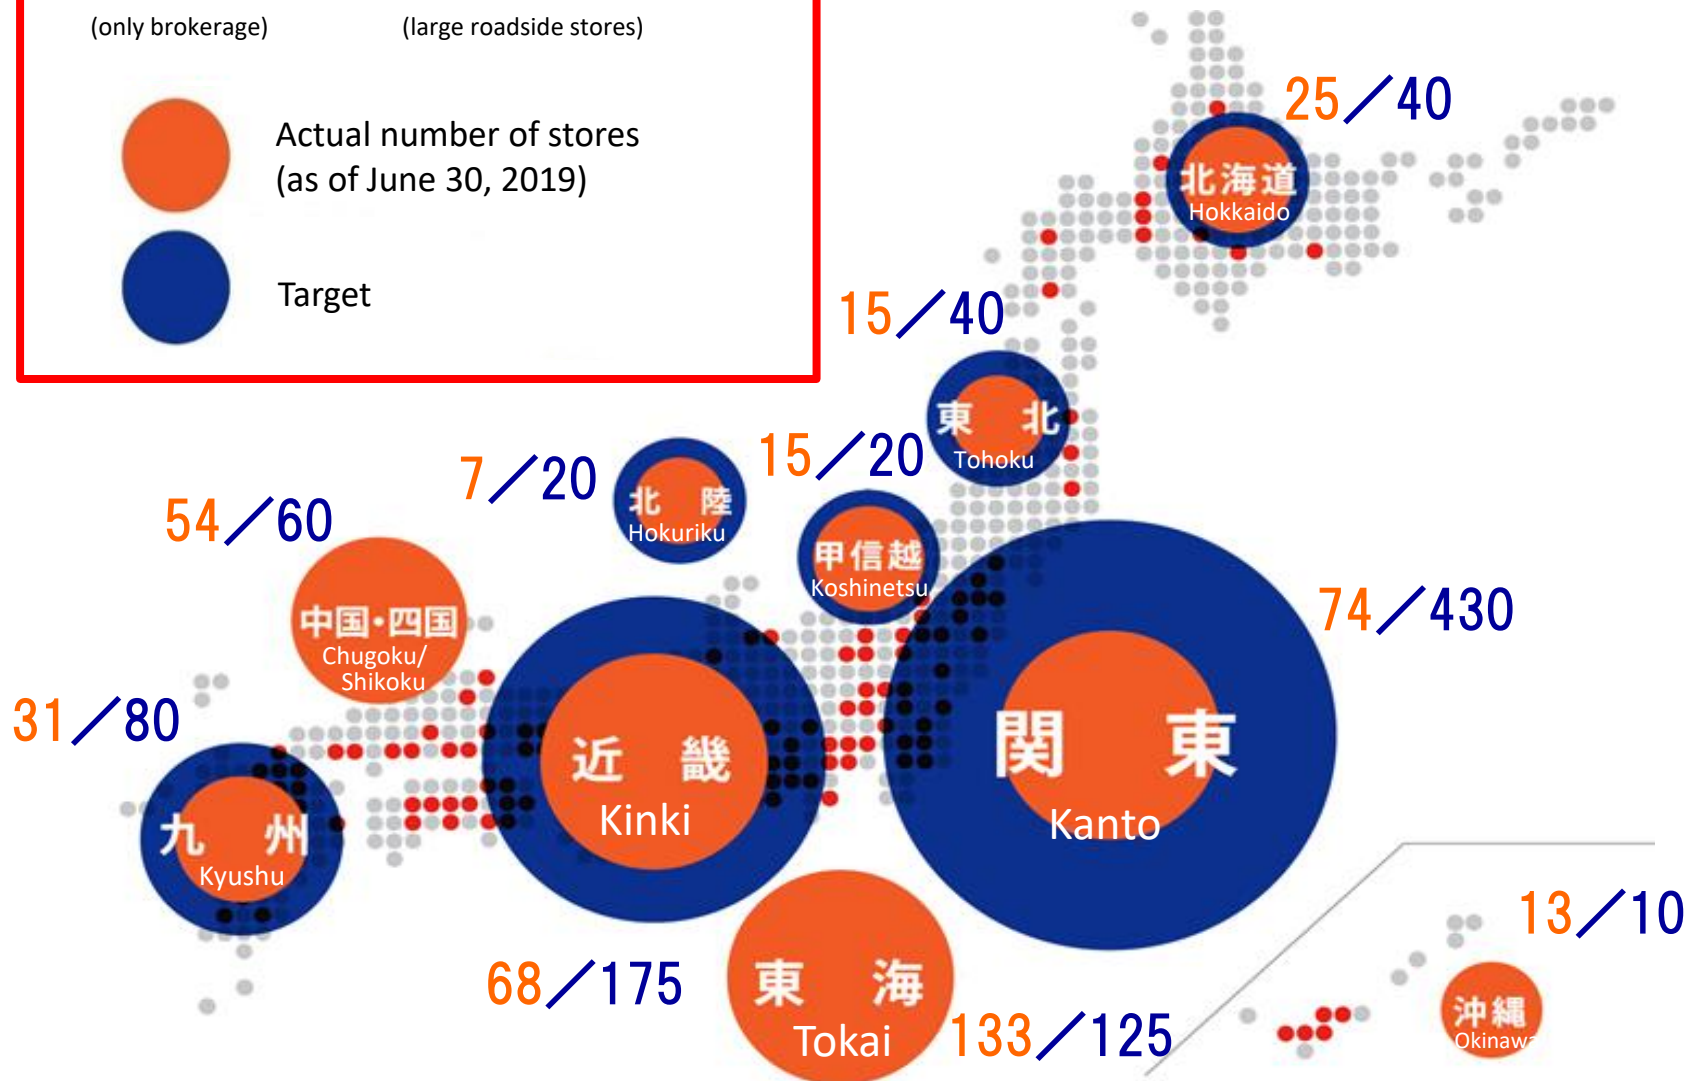 (only brokerage) (large roadside stores)
Actual number of stores
(as of June 30, 2019)
Target
25／40
北海道
Hokkaido
15／40
東 北
Tohoku
15／20
甲信越
Koshinetsu
7／20
北 陸
Hokuriku
54／60
中国・四国
Chugoku/
Shikoku
74／430
関 東
Kanto
31／80
九 州
Kyushu
近 畿
Kinki
68／175
東 海
Tokai
133／125
13／10
沖縄
Okinawa